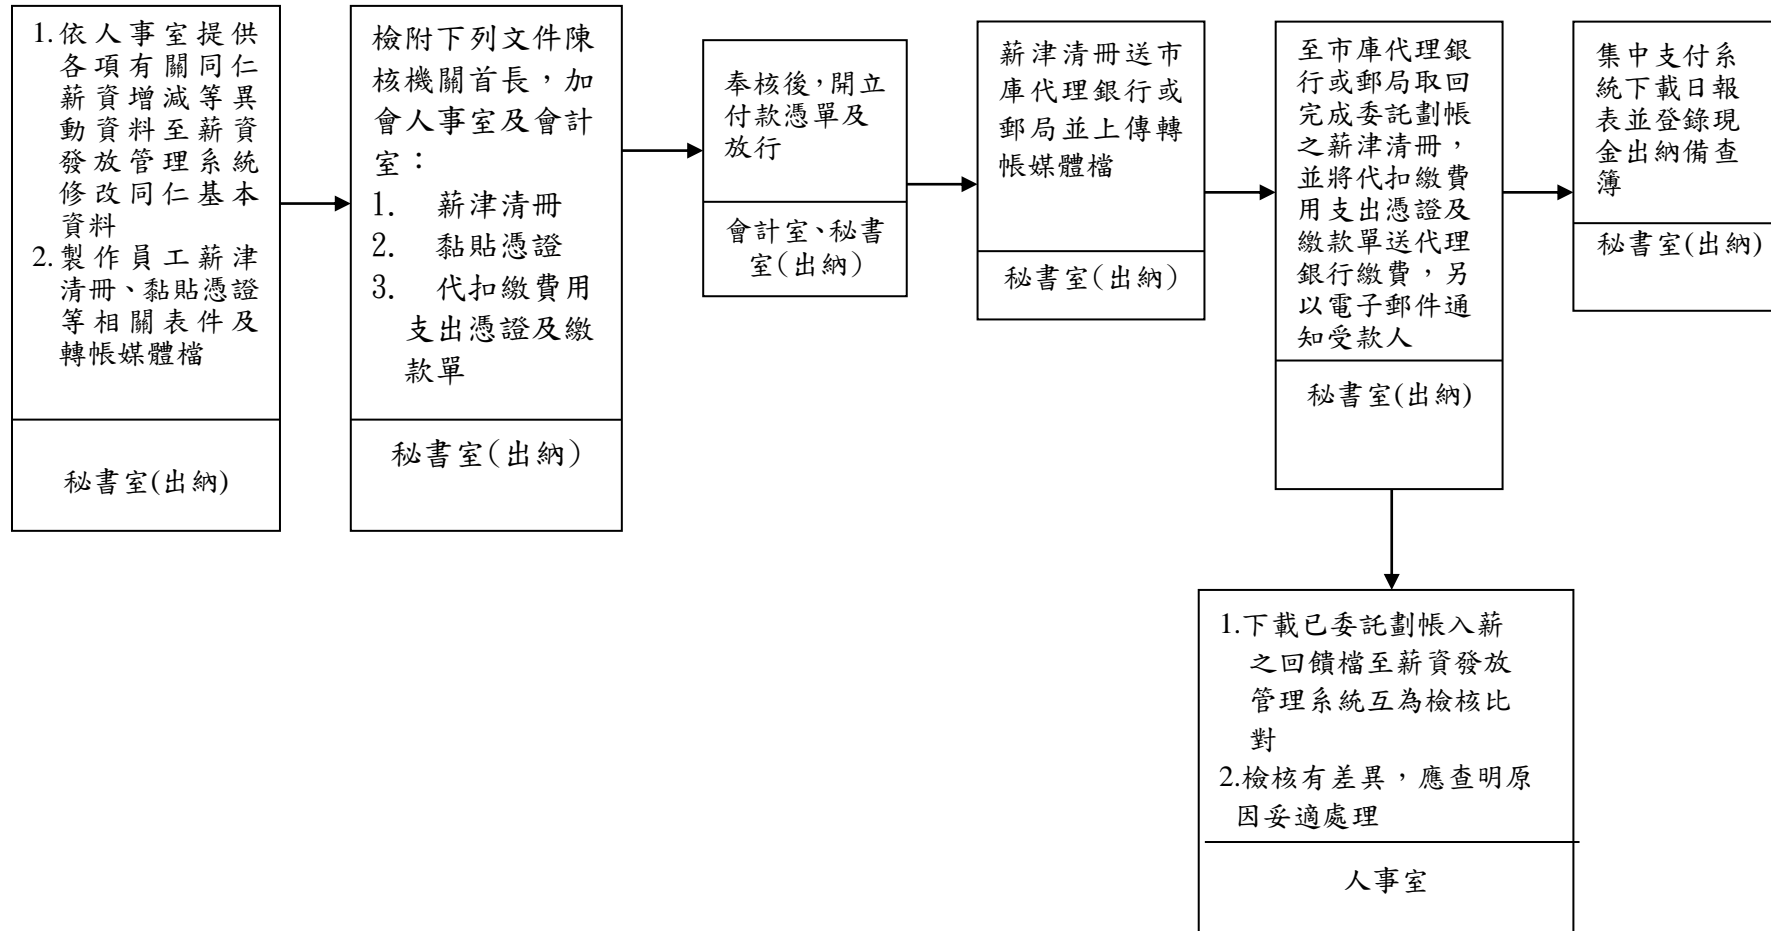 1.依人事室提供
各項有關同仁
薪資增減等異
動資料至薪資
發放管理系統
修改同仁基本
資料
2.製作員工薪津
清冊、黏貼憑證
等相關表件及
轉帳媒體檔
秘書室(出納)
檢附下列文件陳
核機關首長，加
會人事室及會計
室：
1. 薪津清冊
2. 黏貼憑證
3. 代扣繳費用
支出憑證及繳
款單
秘書室(出納)
奉核後，開立
付款憑單及
放行
會計室、秘書
室(出納)
薪津清冊送市
庫代理銀行或
郵局並上傳轉
帳媒體檔
秘書室(出納)
至市庫代理銀
行或郵局取回
完成委託劃帳
之薪津清冊，
並將代扣繳費
用支出憑證及
繳款單送代理
銀行繳費，另
以電子郵件通
知受款人
秘書室(出納)
集中支付系
統下載日報
表並登錄現
金出納備查
簿
秘書室(出納)
1.下載已委託劃帳入薪
之回饋檔至薪資發放
管理系統互為檢核比
對
2.檢核有差異，應查明原
因妥適處理
人事室